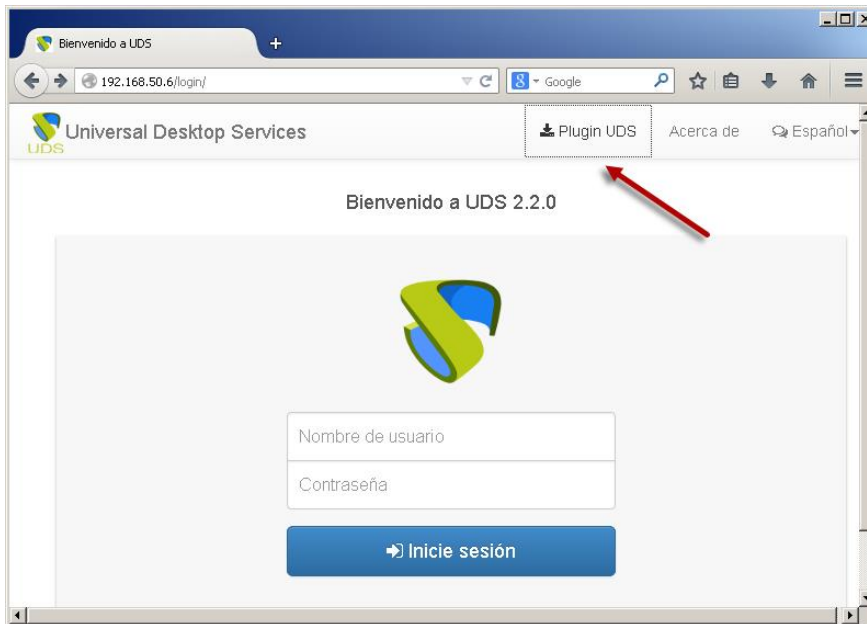 Bienvenido a UDS
192.168.50.6/login/
8 Google
UDS
Universal Desktop Services
Plugin UDS
Acerca de
Español
Bienvenido a UDS 2.2.0
Nombre de usuario
Contraseña
Inicie sesión